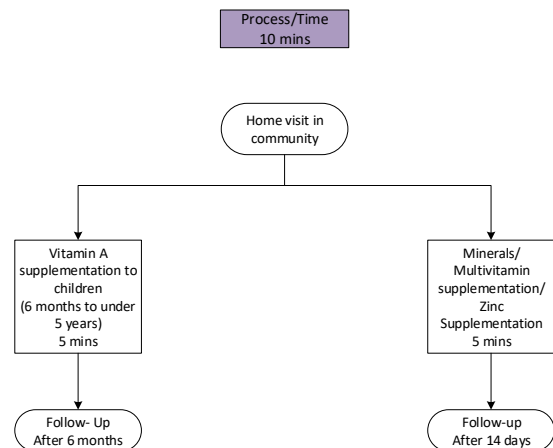 Process/Time
10 mins
Home visit in
community
Vitamin A
supplementation to
children
(6 months to under
5 years)
5 mins
Minerals/
Multivitamin
supplementation/
Zinc
Supplementation
5 mins
Follow- Up
After 6 months
Follow-up
After 14 days